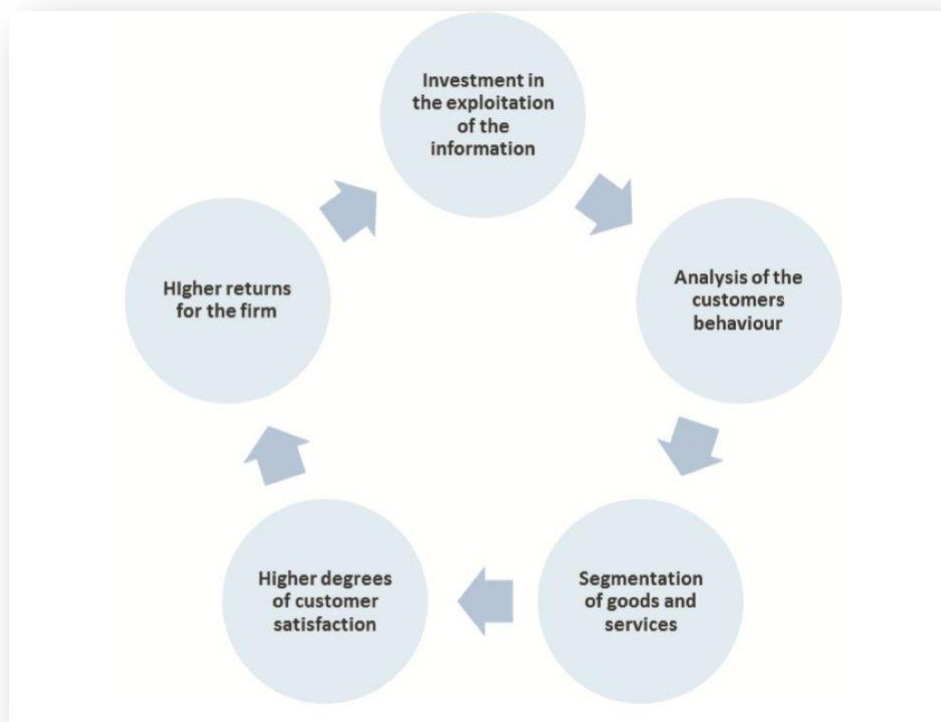 Investment in
the exploitation
of the
information
Analysis of the
customers
behaviour
Segmentation
of goods and
services
Higher degrees
of customer
satisfaction
HIgher returns
for the firm